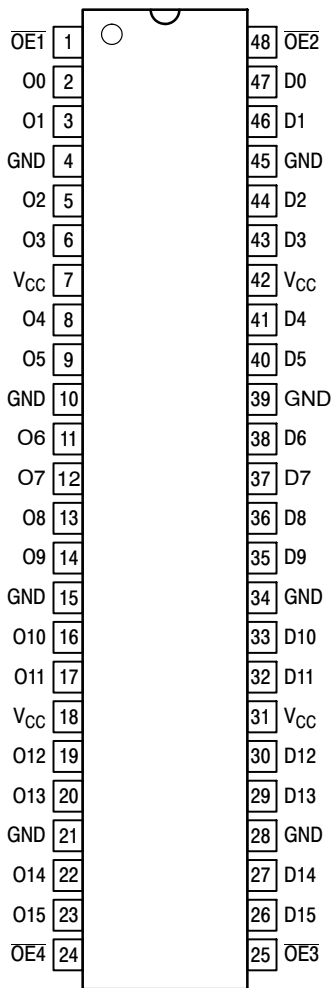 O̅E̅1̅ 1 48 O̅E̅2̅
O0 2 47 D0
O1 3 46 D1
GND 4 45 GND
O2 5 44 D2
O3 6 43 D3
VCC 7 42 VCC
O4 8 41 D4
O5 9 40 D5
GND 10 39 GND
O6 11 38 D6
O7 12 37 D7
O8 13 36 D8
O9 14 35 D9
GND 15 34 GND
O10 16 33 D10
O11 17 32 D11
VCC 18 31 VCC
O12 19 30 D12
O13 20 29 D13
GND 21 28 GND
O14 22 27 D14
O15 23 26 D15
O̅E̅4̅ 24 25 O̅E̅3̅